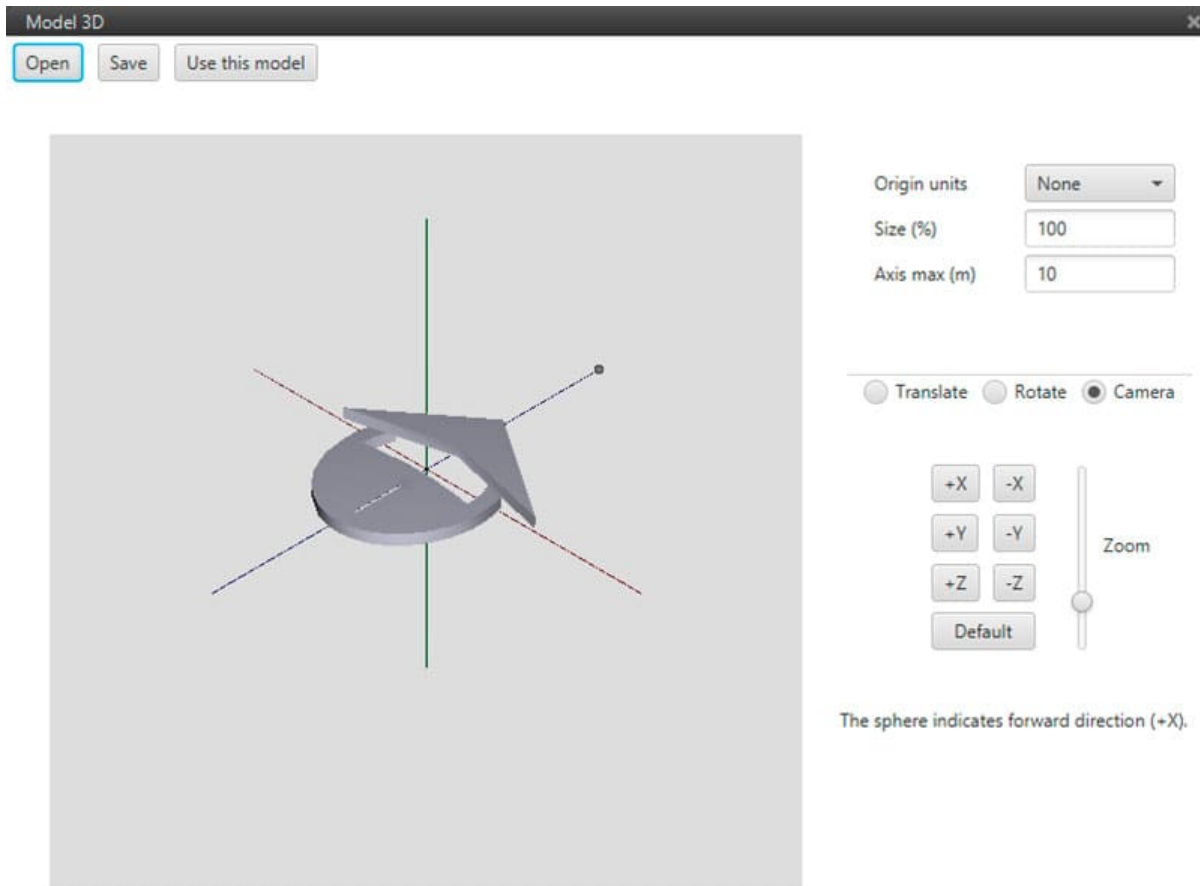 Model 3D
Open Save Use this model
Origin units None
Size (%) 100
Axis max (m) 10
Translate Rotate Camera
+X -X
+Y -Y
Zoom
+Z -Z
Default
The sphere indicates forward direction (+X).